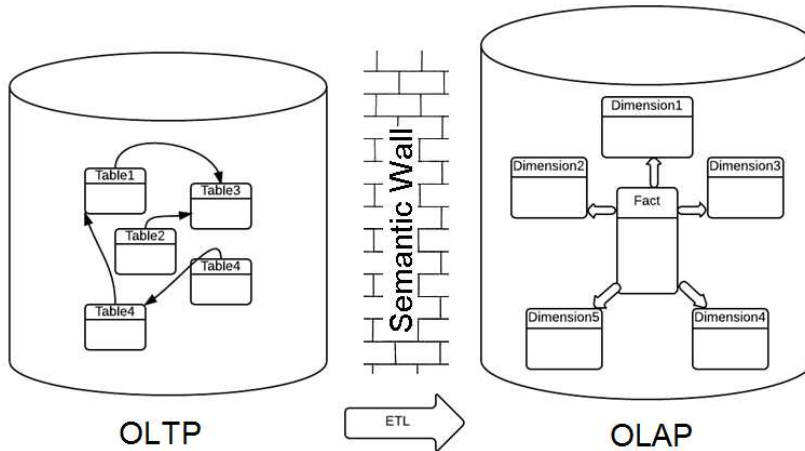 Table1
Table3
Table2
Table4
Table4
OLTP
Semantic Wall
ETL
Dimension1
Dimension2
Dimension3
Fact
Dimension5
Dimension4
OLAP